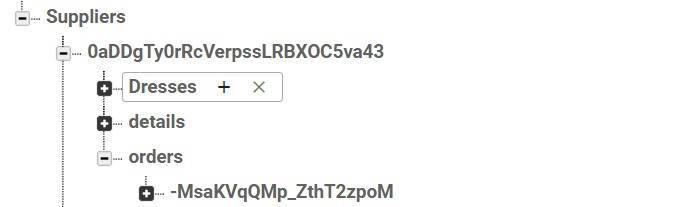 Suppliers
0aDDgTy0rRcVerpssLRBXOC5va43
Dresses
details
orders
-MsaKVqQMp_ZthT2zpoM